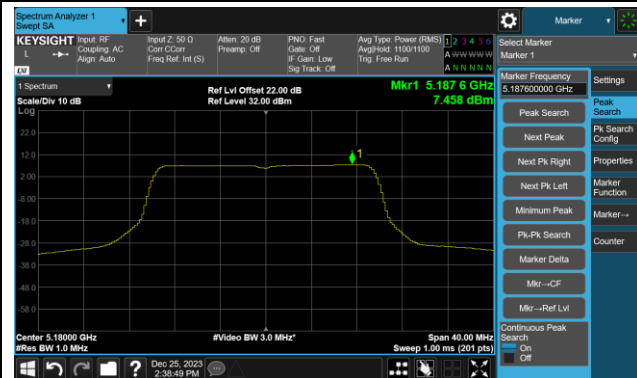 Spectrum Analyzer 1
Swept SA
Marker
KEYSIGHT
L
LXI
Input: RF
Coupling: AC
Align: Auto
Input Z: 50 Ω
Corr CCorr
Freq Ref: Int (S)
Atten: 20 dB
Preamp: Off
PNO: Fast
Gate: Off
IF Gain: Low
Sig Track: Off
Avg Type: Power (RMS)
Avg|Hold: 1100/1100
Trig: Free Run
1 2 3 4 5 6
A W W W W W
A N N N N N
Select Marker
Marker 1
1 Spectrum
Scale/Div 10 dB
Log
Ref Lvl Offset 22.00 dB
Ref Level 32.00 dBm
Mkr1 5.187 6 GHz
7.458 dBm
22.0
12.0
2.00
-8.00
-18.0
-28.0
-38.0
-48.0
-58.0
1
Center 5.18000 GHz
#Res BW 1.0 MHz
#Video BW 3.0 MHz*
Span 40.00 MHz
Sweep 1.00 ms (201 pts)
Marker Frequency
5.187600000 GHz
Peak Search
Next Peak
Next Pk Right
Next Pk Left
Minimum Peak
Pk-Pk Search
Marker Delta
Mkr→CF
Mkr→Ref Lvl
Continuous Peak
Search
On
Off
Settings
Peak
Search
Pk Search
Config
Properties
Marker
Function
Marker→
Counter
Dec 25, 2023
2:38:49 PM